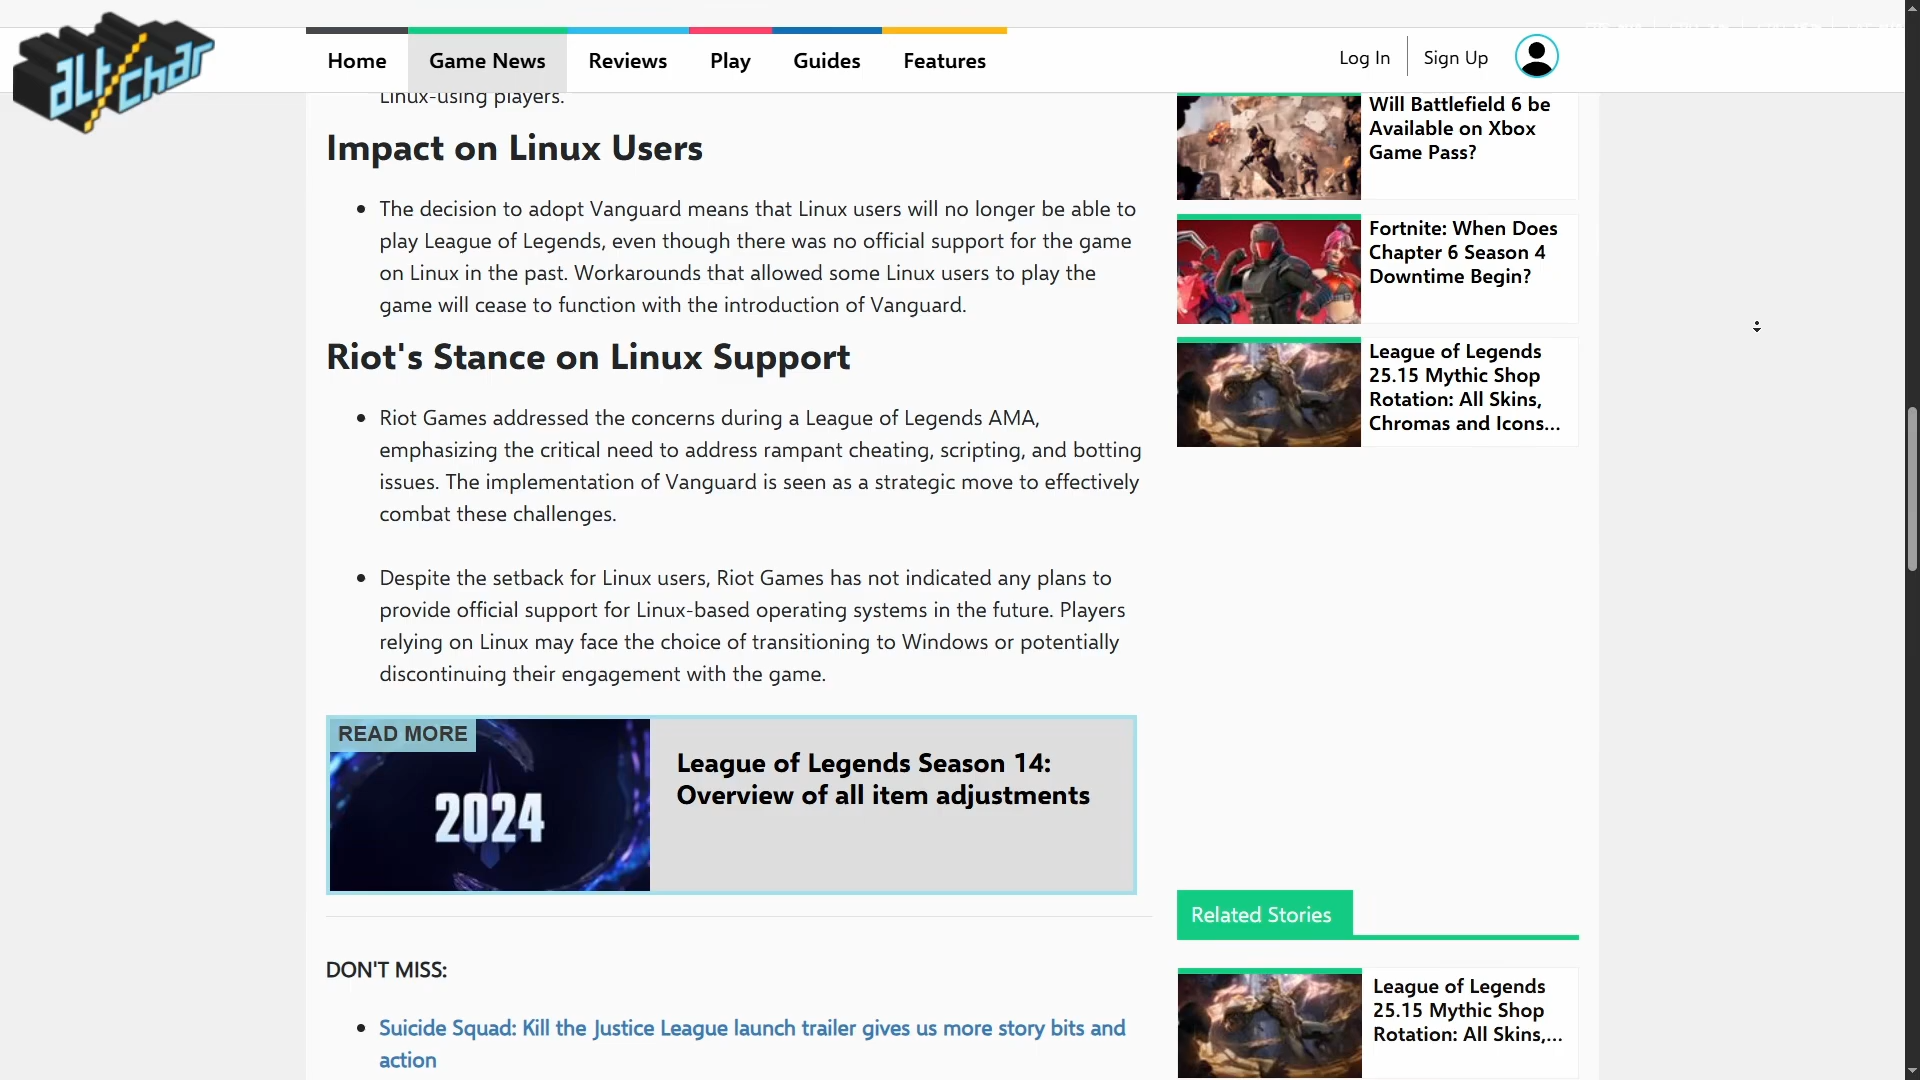 alt char
Home
Game News
Reviews
Play
Guides
Features
Log In
Sign Up
Linux-using players.
Impact on Linux Users
• The decision to adopt Vanguard means that Linux users will no longer be able to
play League of Legends, even though there was no official support for the game
on Linux in the past. Workarounds that allowed some Linux users to play the
game will cease to function with the introduction of Vanguard.
Riot's Stance on Linux Support
• Riot Games addressed the concerns during a League of Legends AMA,
emphasizing the critical need to address rampant cheating, scripting, and botting
issues. The implementation of Vanguard is seen as a strategic move to effectively
combat these challenges.
• Despite the setback for Linux users, Riot Games has not indicated any plans to
provide official support for Linux-based operating systems in the future. Players
relying on Linux may face the choice of transitioning to Windows or potentially
discontinuing their engagement with the game.
READ MORE
2024
League of Legends Season 14:
Overview of all item adjustments
DON'T MISS:
• Suicide Squad: Kill the Justice League launch trailer gives us more story bits and
action
Will Battlefield 6 be
Available on Xbox
Game Pass?
Fortnite: When Does
Chapter 6 Season 4
Downtime Begin?
League of Legends
25.15 Mythic Shop
Rotation: All Skins,
Chromas and Icons...
Related Stories
League of Legends
25.15 Mythic Shop
Rotation: All Skins,...